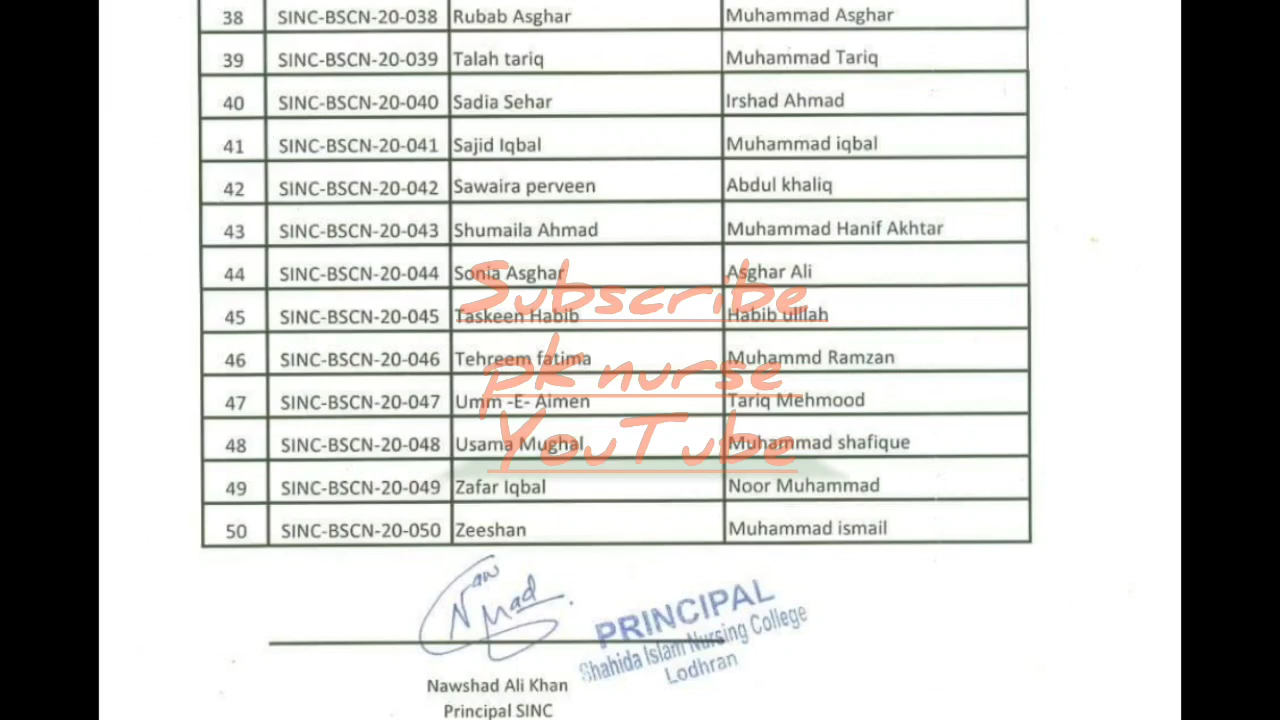 38 SINC-BSCN-20-038 Rubab Asghar Muhammad Asghar
39 SINC-BSCN-20-039 Talah tariq Muhammad Tariq
40 SINC-BSCN-20-040 Sadia Sehar Irshad Ahmad
41 SINC-BSCN-20-041 Sajid Iqbal Muhammad iqbal
42 SINC-BSCN-20-042 Sawaira perveen Abdul khaliq
43 SINC-BSCN-20-043 Shumaila Ahmad Muhammad Hanif Akhtar
44 SINC-BSCN-20-044 Sonia Asghar Asghar Ali
45 SINC-BSCN-20-045 Taskeen Habib Habib ulllah
46 SINC-BSCN-20-046 Tehreem fatima Muhammd Ramzan
47 SINC-BSCN-20-047 Umm -E- Aimen Tariq Mehmood
48 SINC-BSCN-20-048 Usama Mughal Muhammad shafique
49 SINC-BSCN-20-049 Zafar Iqbal Noor Muhammad
50 SINC-BSCN-20-050 Zeeshan Muhammad ismail
Subscribe
pk nurse
YouTube
PRINCIPAL
Shahida Islam Nursing College
Lodhran
Nawshad Ali Khan
Principal SINC